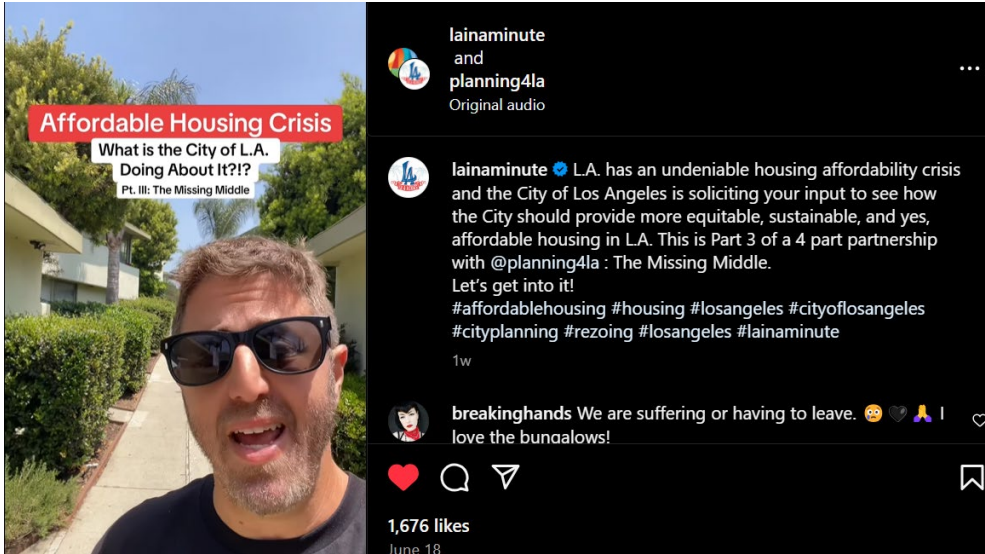 Affordable Housing Crisis
What is the City of L.A.
Doing About It?!?
Pt. III: The Missing Middle
lainaminute
and
planning4la
Original audio
lainaminute L.A. has an undeniable housing affordability crisis
and the City of Los Angeles is soliciting your input to see how
the City should provide more equitable, sustainable, and yes,
affordable housing in L.A. This is Part 3 of a 4 part partnership
with @planning4la : The Missing Middle.
Let's get into it!
#affordablehousing #housing #losangeles #cityoflosangeles
#cityplanning #rezoing #losangeles #lainaminute
1w
breakinghands We are suffering or having to leave. 😢 🖤 🙏 I
love the bungalows!
1,676 likes
June 18